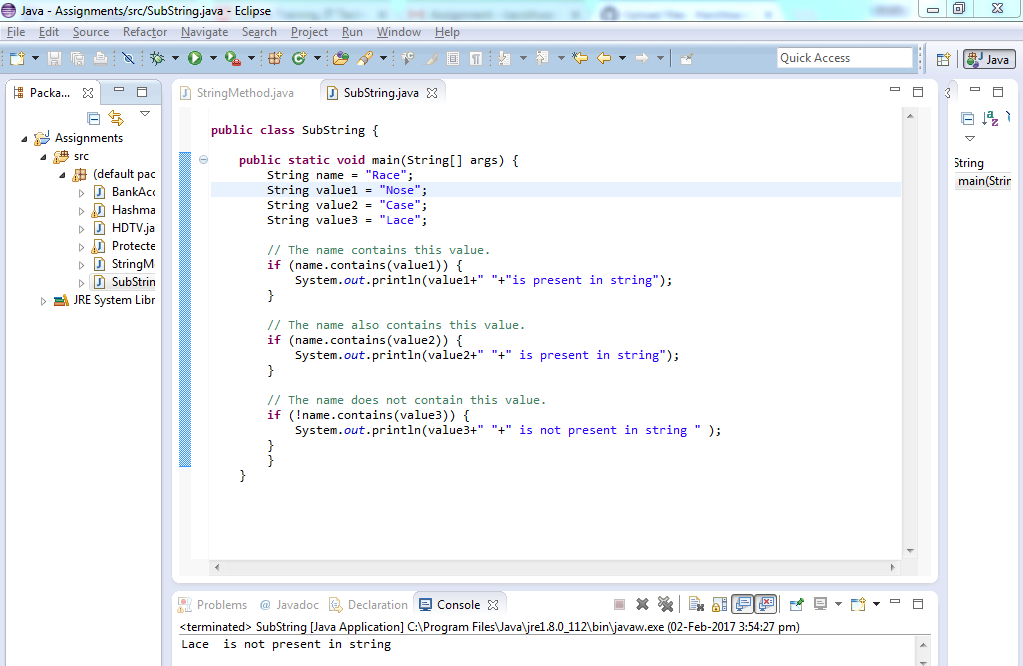 Java - Assignments/src/SubString.java - Eclipse
File Edit Source Refactor Navigate Search Project Run Window Help
Quick Access
Java
Packa...
StringMethod.java
SubString.java
Assignments
src
(default pac
BankAcc
Hashma
HDTV.ja
Protecte
StringM
SubStrin
JRE System Libr
public class SubString {
public static void main(String[] args) {
String name = "Race";
String value1 = "Nose";
String value2 = "Case";
String value3 = "Lace";
// The name contains this value.
if (name.contains(value1)) {
System.out.println(value1+" "+"is present in string");
}
// The name also contains this value.
if (name.contains(value2)) {
System.out.println(value2+" "+" is present in string");
}
// The name does not contain this value.
if (!name.contains(value3)) {
System.out.println(value3+" "+" is not present in string " );
}
}
}
String
main(Strin
Problems @ Javadoc Declaration Console
<terminated> SubString [Java Application] C:\Program Files\Java\jre1.8.0_112\bin\javaw.exe (02-Feb-2017 3:54:27 pm)
Lace  is not present in string